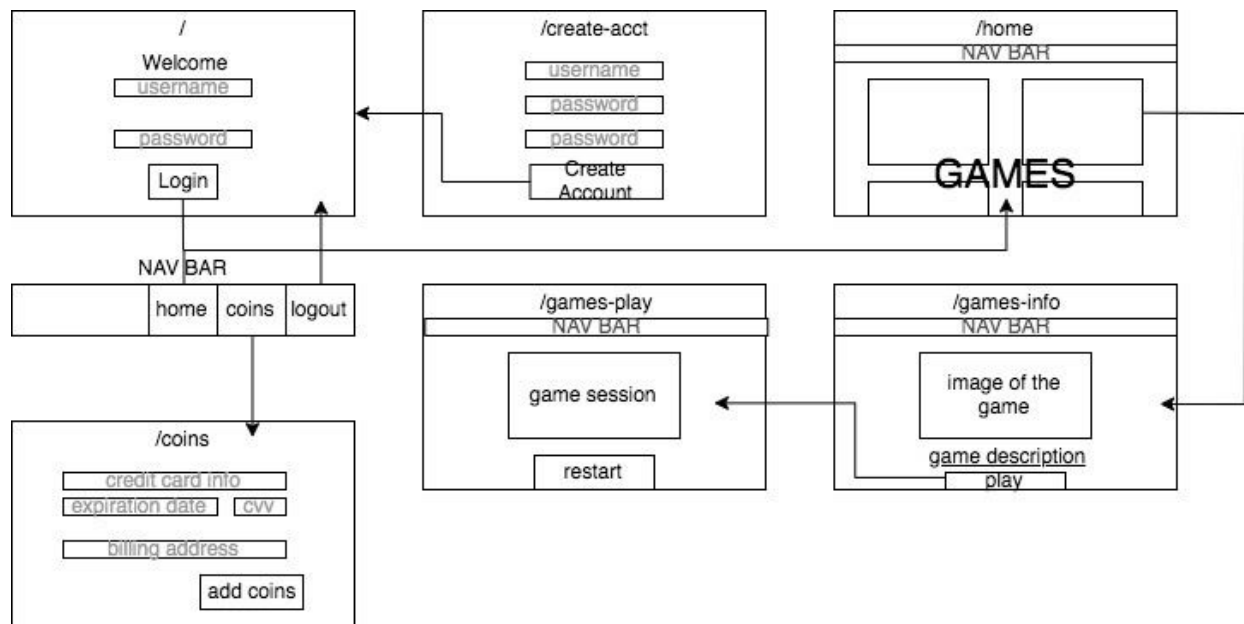 /
Welcome
username
password
Login
/create-acct
username
password
password
Create
Account
/home
NAV BAR
GAMES
NAV BAR
home
coins
logout
/games-play
NAV BAR
game session
restart
/games-info
NAV BAR
image of the
game
game description
play
/coins
credit card info
expiration date
cvv
billing address
add coins